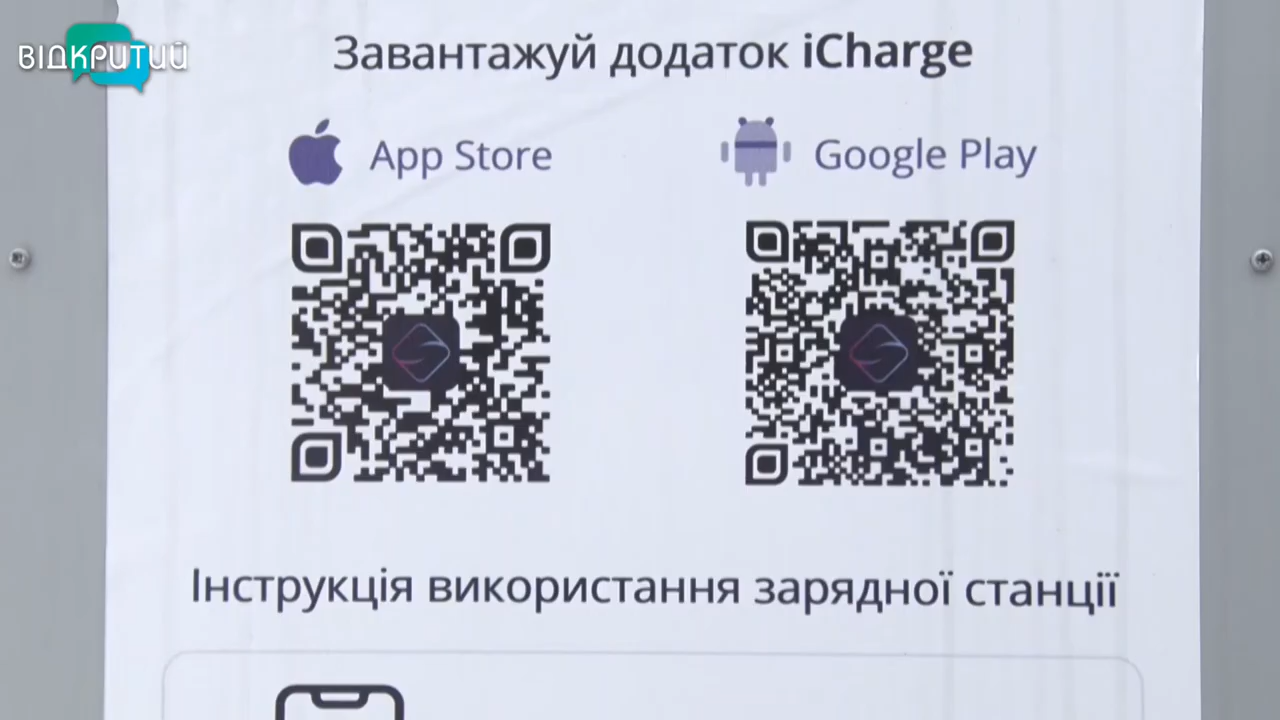 ВІДКРИТИЙ
Завантажуй додаток iCharge
App Store
Google Play
Інструкція використання зарядної станції